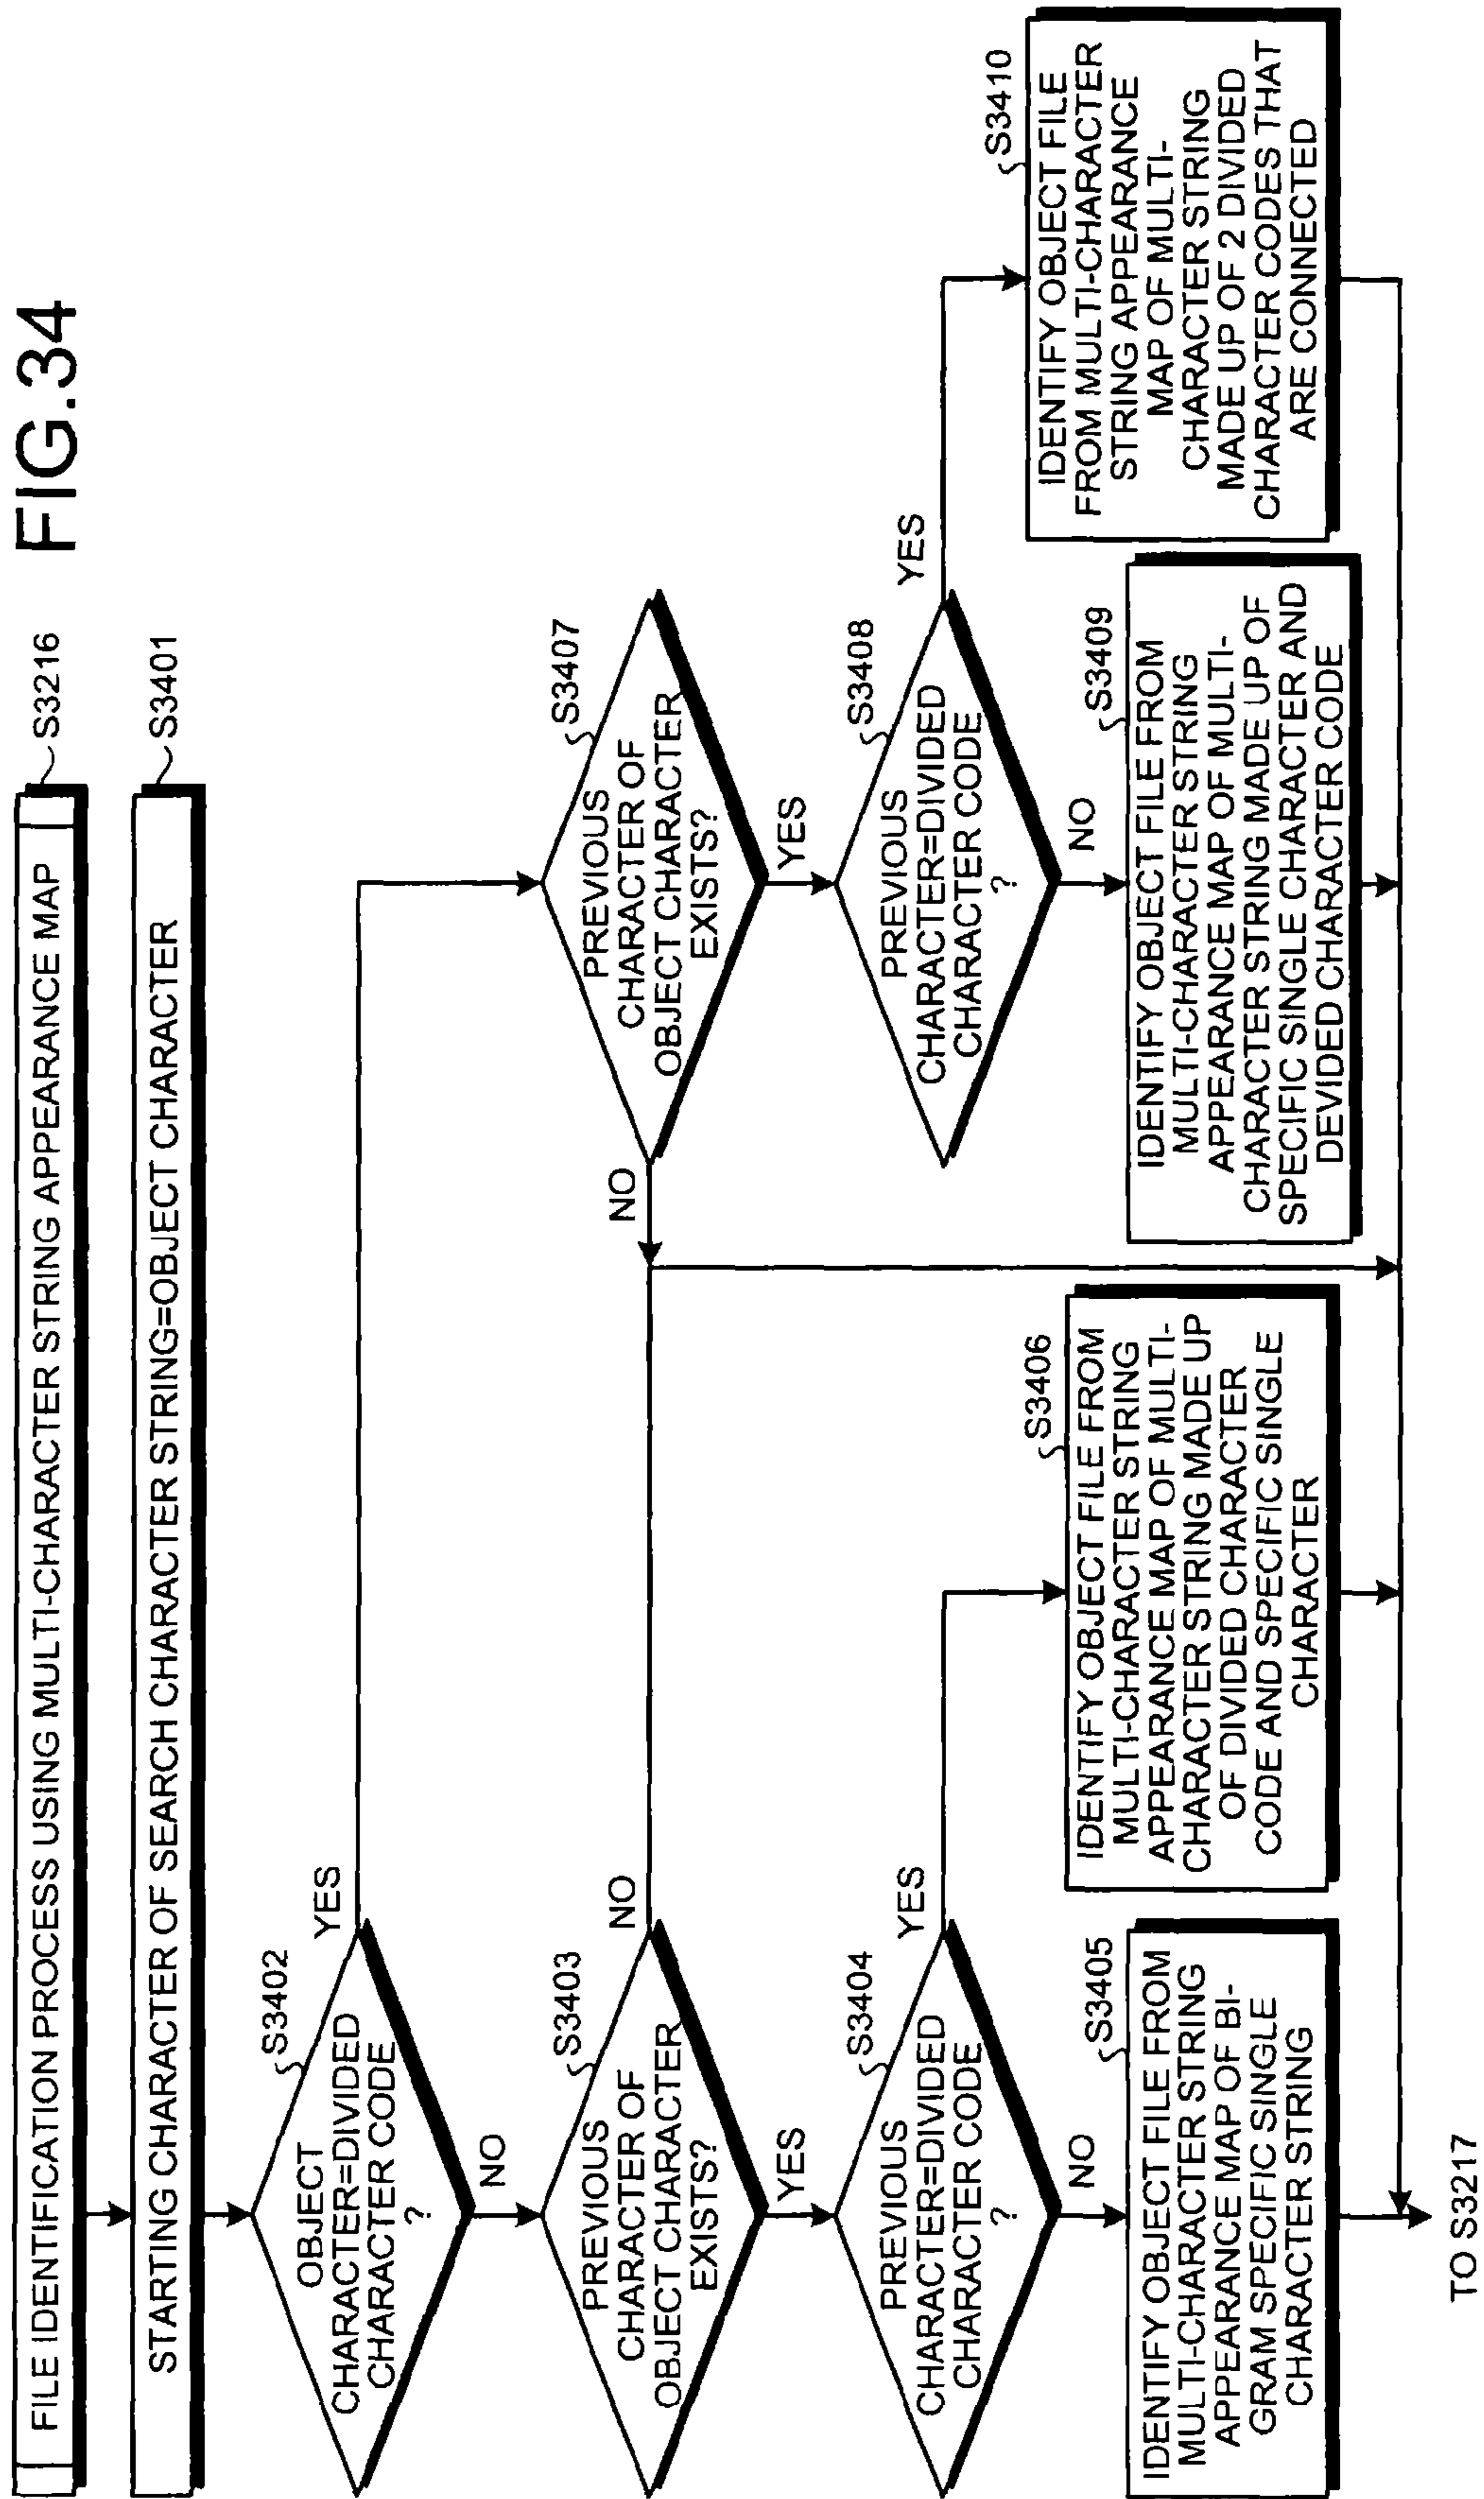 FIG.34
FILE IDENTIFICATION PROCESS USING MULTI-CHARACTER STRING APPEARANCE MAP
S3216
STARTING CHARACTER OF SEARCH CHARACTER STRING=OBJECT CHARACTER
S3401
S3402
OBJECT
CHARACTER=DIVIDED
CHARACTER CODE
?
YES
NO
S3403
PREVIOUS
CHARACTER OF
OBJECT CHARACTER
EXISTS?
NO
YES
S3404
PREVIOUS
CHARACTER=DIVIDED
CHARACTER CODE
?
YES
NO
S3405
IDENTIFY OBJECT FILE FROM
MULTI-CHARACTER STRING
APPEARANCE MAP OF BI-
GRAM SPECIFIC SINGLE
CHARACTER STRING
S3406
IDENTIFY OBJECT FILE FROM
MULTI-CHARACTER STRING
APPEARANCE MAP OF MULTI-
CHARACTER STRING MADE UP
OF DIVIDED CHARACTER
CODE AND SPECIFIC SINGLE
CHARACTER
S3407
PREVIOUS
CHARACTER OF
OBJECT CHARACTER
EXISTS?
NO
YES
S3408
PREVIOUS
CHARACTER=DIVIDED
CHARACTER CODE
?
YES
NO
S3409
IDENTIFY OBJECT FILE FROM
MULTI-CHARACTER STRING
APPEARANCE MAP OF MULTI-
CHARACTER STRING MADE UP OF
SPECIFIC SINGLE CHARACTER AND
DEVIDED CHARACTER CODE
S3410
IDENTIFY OBJECT FILE
FROM MULTI-CHARACTER
STRING APPEARANCE
MAP OF MULTI-
CHARACTER STRING
MADE UP OF 2 DIVIDED
CHARACTER CODES THAT
ARE CONNECTED
TO S3217